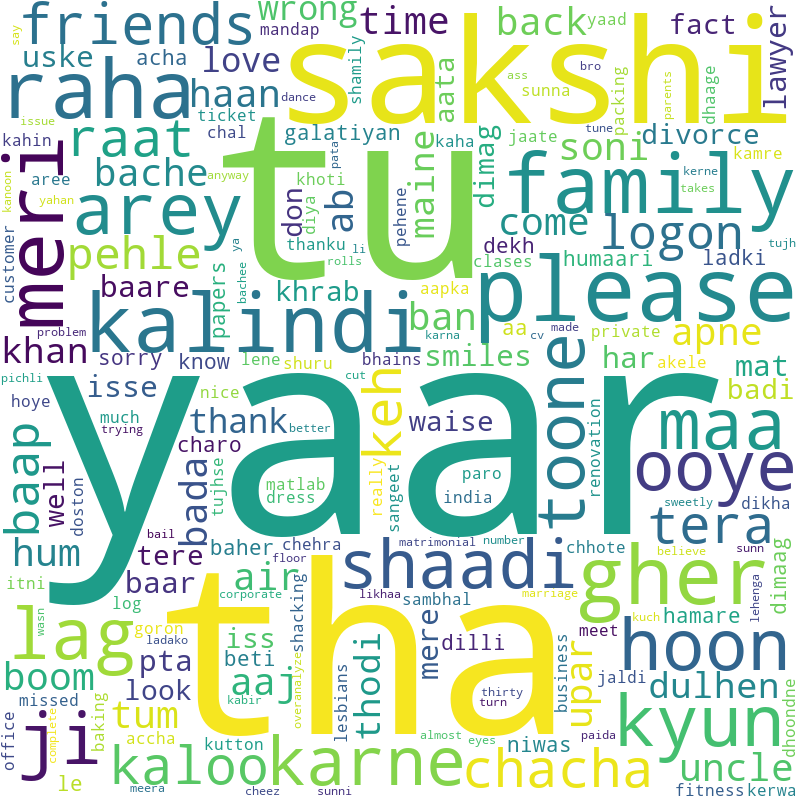 friends
wrong
mandap
time
back
yaad
fact
lawyer
uske
acha
love
shamily
sakshi
say
bro
ass
dance
parents
raha
haan
ticket
aata
sunna
packing
dhaage
issue
kahin
chal
galatiyan
kaha
jaate
tune
divorce
meri
raat
maine
dimag
soni
kamre
kanoon
aree
bache
anyway
diya
khoti
don
pata
ab
tu
family
kerne
takes
yahan
arey
pehene
come
logon
tujh
customer
pehle
papers
ya
thanku
li
dekh
humaari
ladki
baare
bachee
rolls
clases
khrab
aapka
please
kalindi
ban
aa
private
apne
problem
karna
cv
made
khan
sorry
know
lene
shuru
bhains
smiles
har
akele
mat
pichli
isse
nice
cut
keh
toone
badi
hoye
much
thank
better
waise
renovation
maa
baap
trying
charo
yaar
well
doston
bada
tujhse
matlab
dress
really
sangeet
paro
india
sweetly
dikha
ooye
tera
hum
bail
tere
baher
chehra
matrimonial
number
chhote
believe
sunn
dimaag
itni
baar
air
floor
shaadi
gher
lehenga
log
corporate
likhaa
sambhal
marriage
kuch
hamare
lag
wasn
goron
ladako
iss
shacking
mere
dilli
hoon
meet
boom
pta
beti
aaj
kabir
overanalyze
lesbians
thodi
tha
thirty
turn
business
upar
jaldi
dulhen
dhoondne
missed
look
office
complete
baking
tum
accha
kutton
almost
eyes
niwas
paida
kyun
ji
le
meera
kaloo
karne
cheez
sunni
chacha
uncle
fitness
kerwa